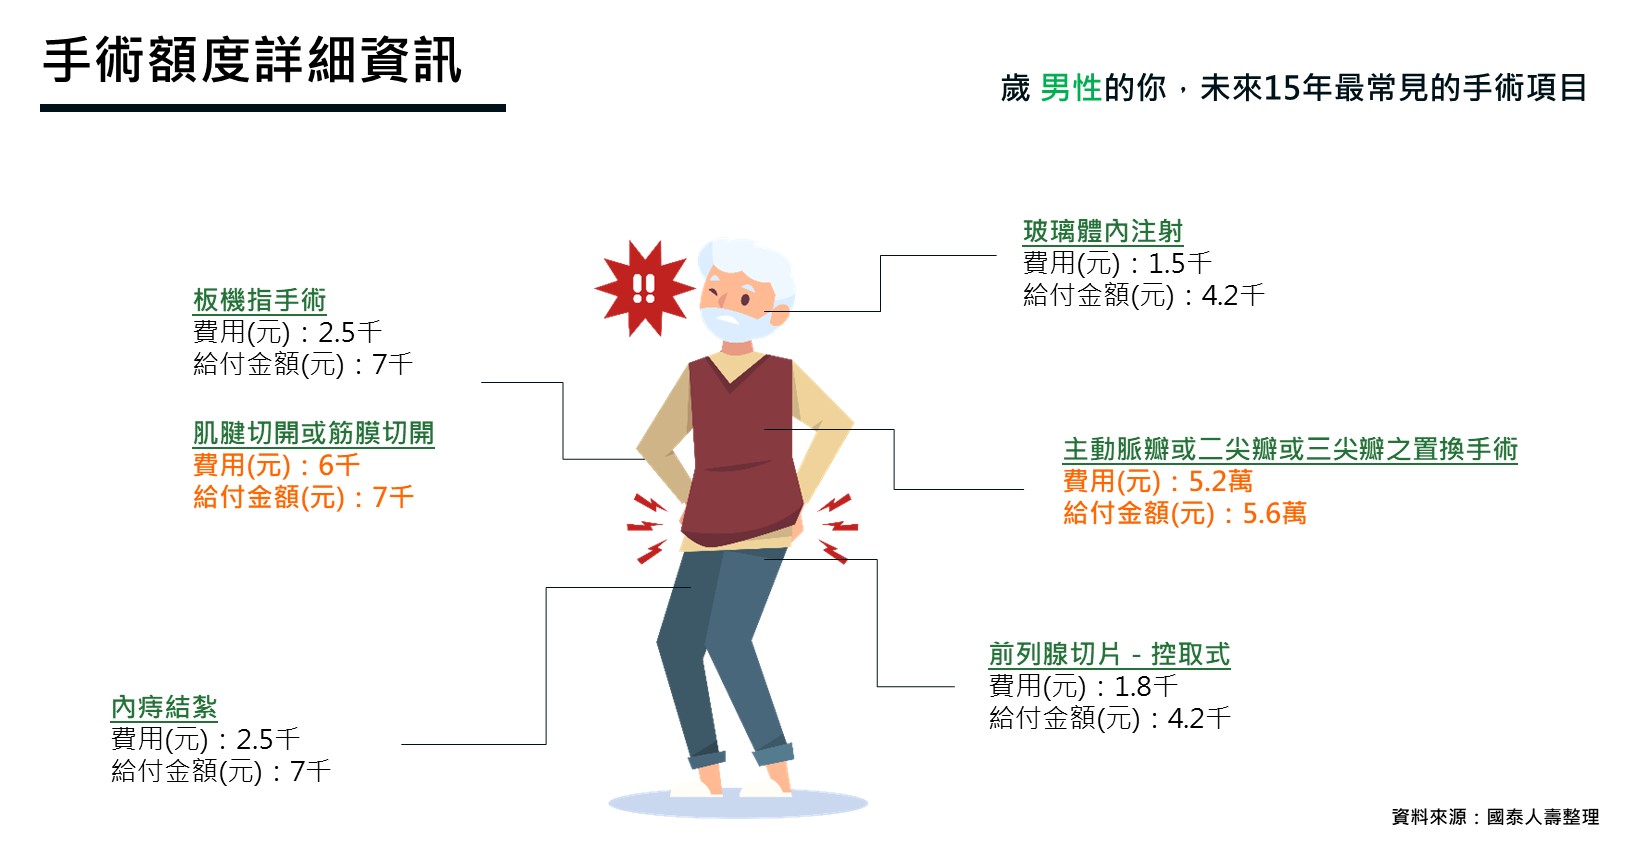 手術額度詳細資訊
歲 男性的你，未來15年最常見的手術項目
板機指手術
費用(元)：2.5千
給付金額(元)：7千
肌腱切開或筋膜切開
費用(元)：6千
給付金額(元)：7千
內痔結紮
費用(元)：2.5千
給付金額(元)：7千
!!
玻璃體內注射
費用(元)：1.5千
給付金額(元)：4.2千
主動脈瓣或二尖瓣或三尖瓣之置換手術
費用(元)：5.2萬
給付金額(元)：5.6萬
前列腺切片 - 控取式
費用(元)：1.8千
給付金額(元)：4.2千
資料來源：國泰人壽整理